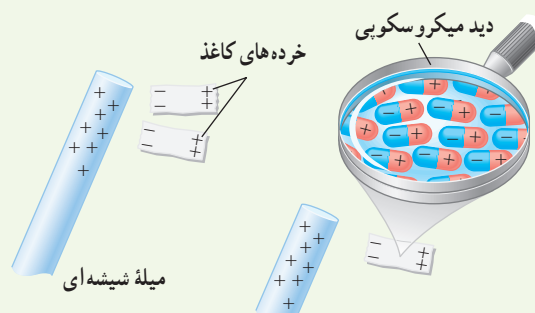 دید میکروسکوپی
خرده‌های کاغذ
میلهٔ شیشه‌ای